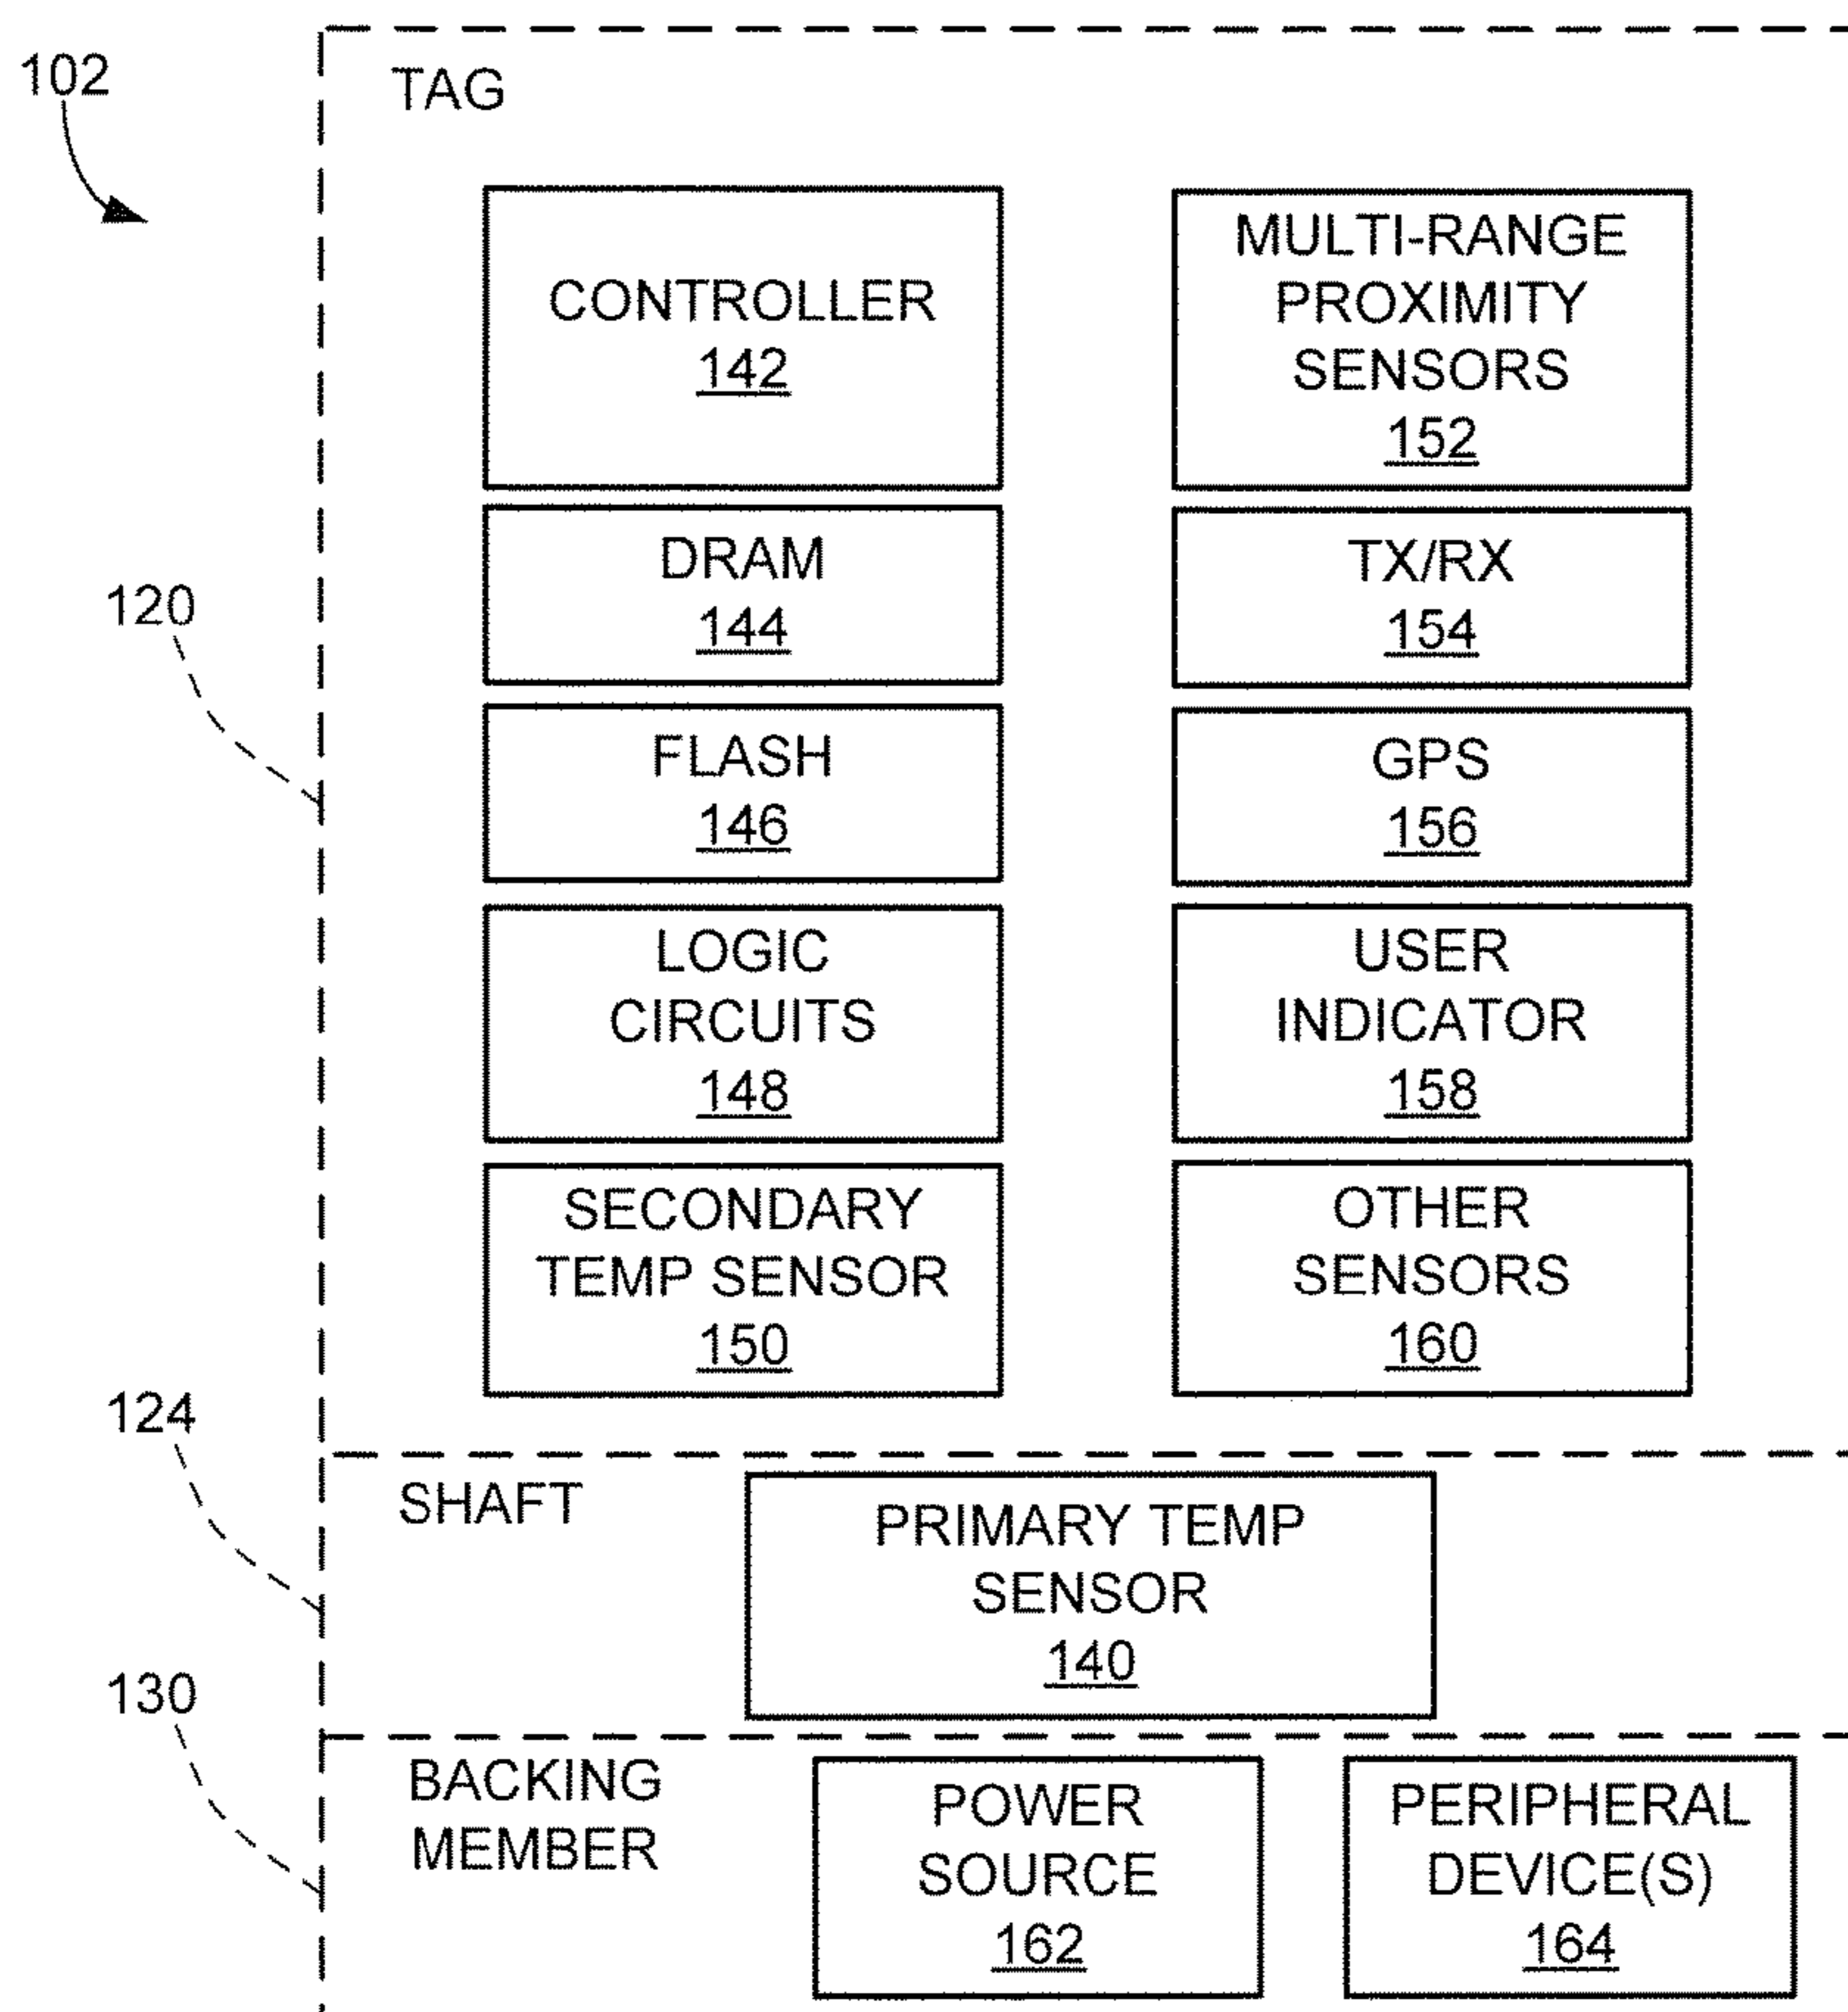 102
TAG
CONTROLLER
142
MULTI-RANGE
PROXIMITY
SENSORS
152
DRAM
144
TX/RX
154
120
FLASH
146
GPS
156
LOGIC
CIRCUITS
148
USER
INDICATOR
158
SECONDARY
TEMP SENSOR
150
OTHER
SENSORS
160
124
SHAFT
PRIMARY TEMP
SENSOR
140
130
BACKING
MEMBER
POWER
SOURCE
162
PERIPHERAL
DEVICE(S)
164